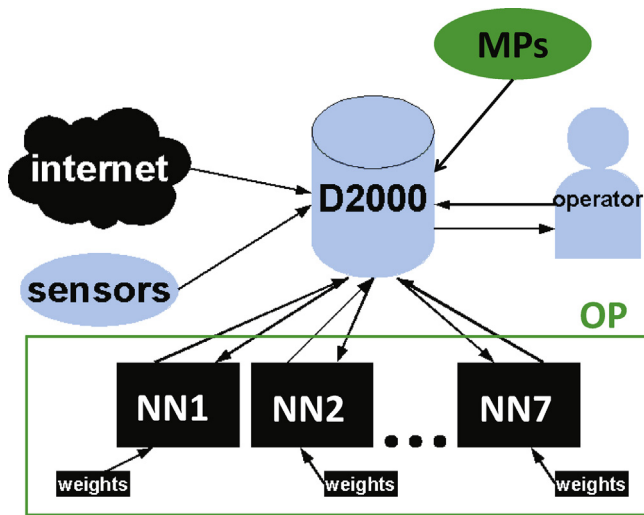 MPs
internet
D2000
operator
sensors
OP
NN1
NN2
NN7
weights
weights
weights